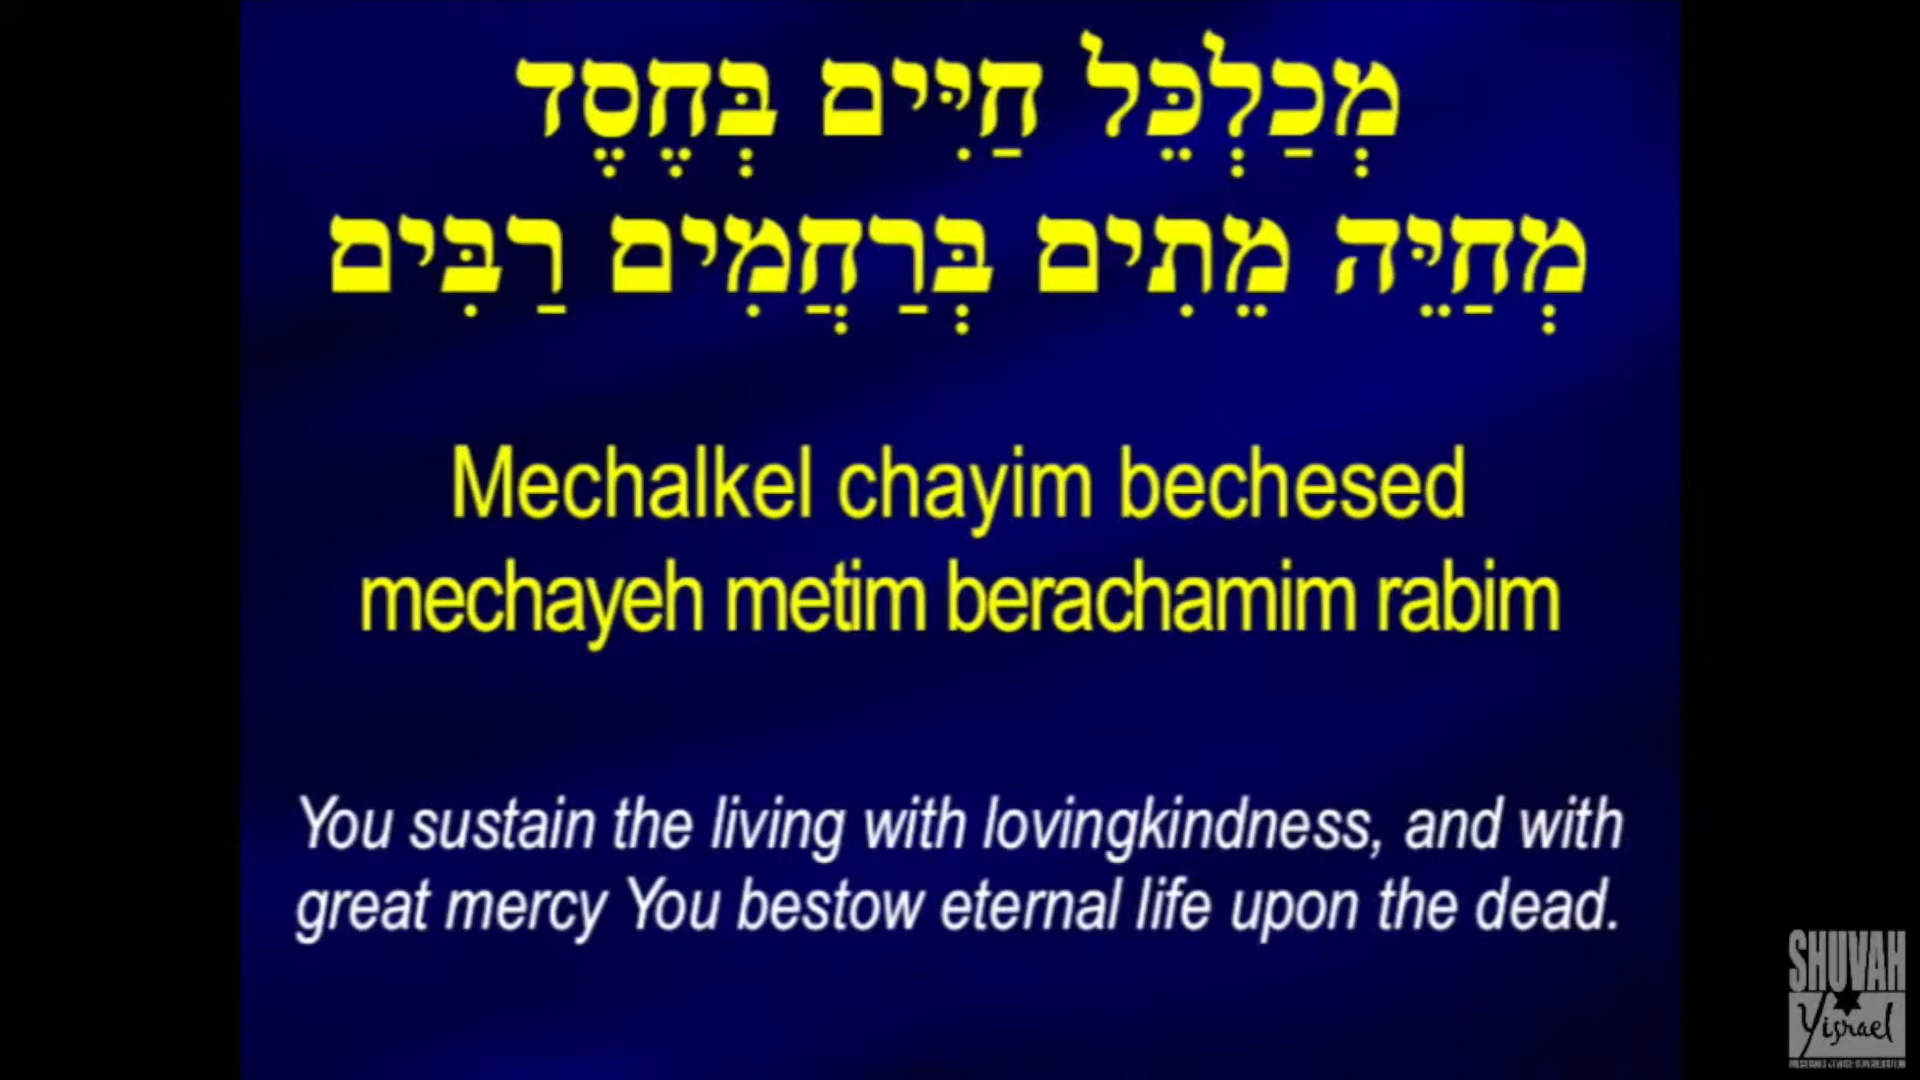 מְכַלְכֵּל חַיִּים בְּחֶסֶד
מְחַיֵּה מֵתִים בְּרַחֲמִים רַבִּים
Mechalkel chayim bechesed
mechayeh metim berachamim rabim
You sustain the living with lovingkindness, and with
great mercy You bestow eternal life upon the dead.
SHUVAH
Yisrael